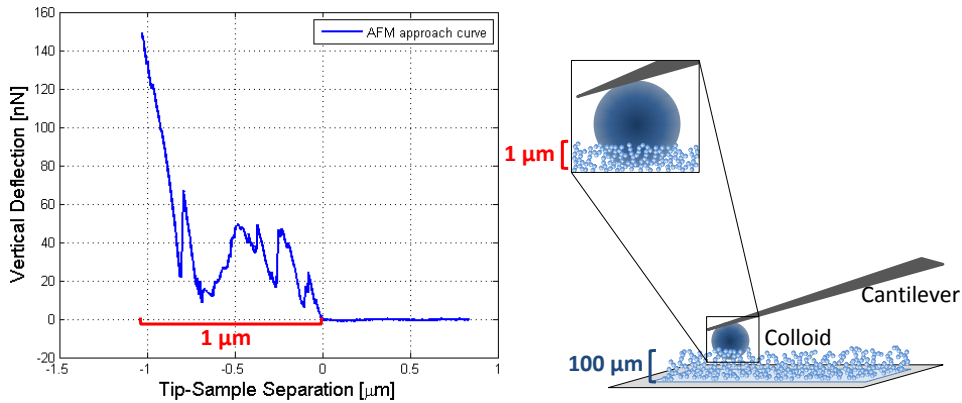 160
140
120
100
80
60
40
20
0
-20
-1.5
-1
-0.5
0
0.5
1
Vertical Deflection [nN]
Tip-Sample Separation [μm]
AFM approach curve
1 μm
1 μm
Cantilever
Colloid
100 μm